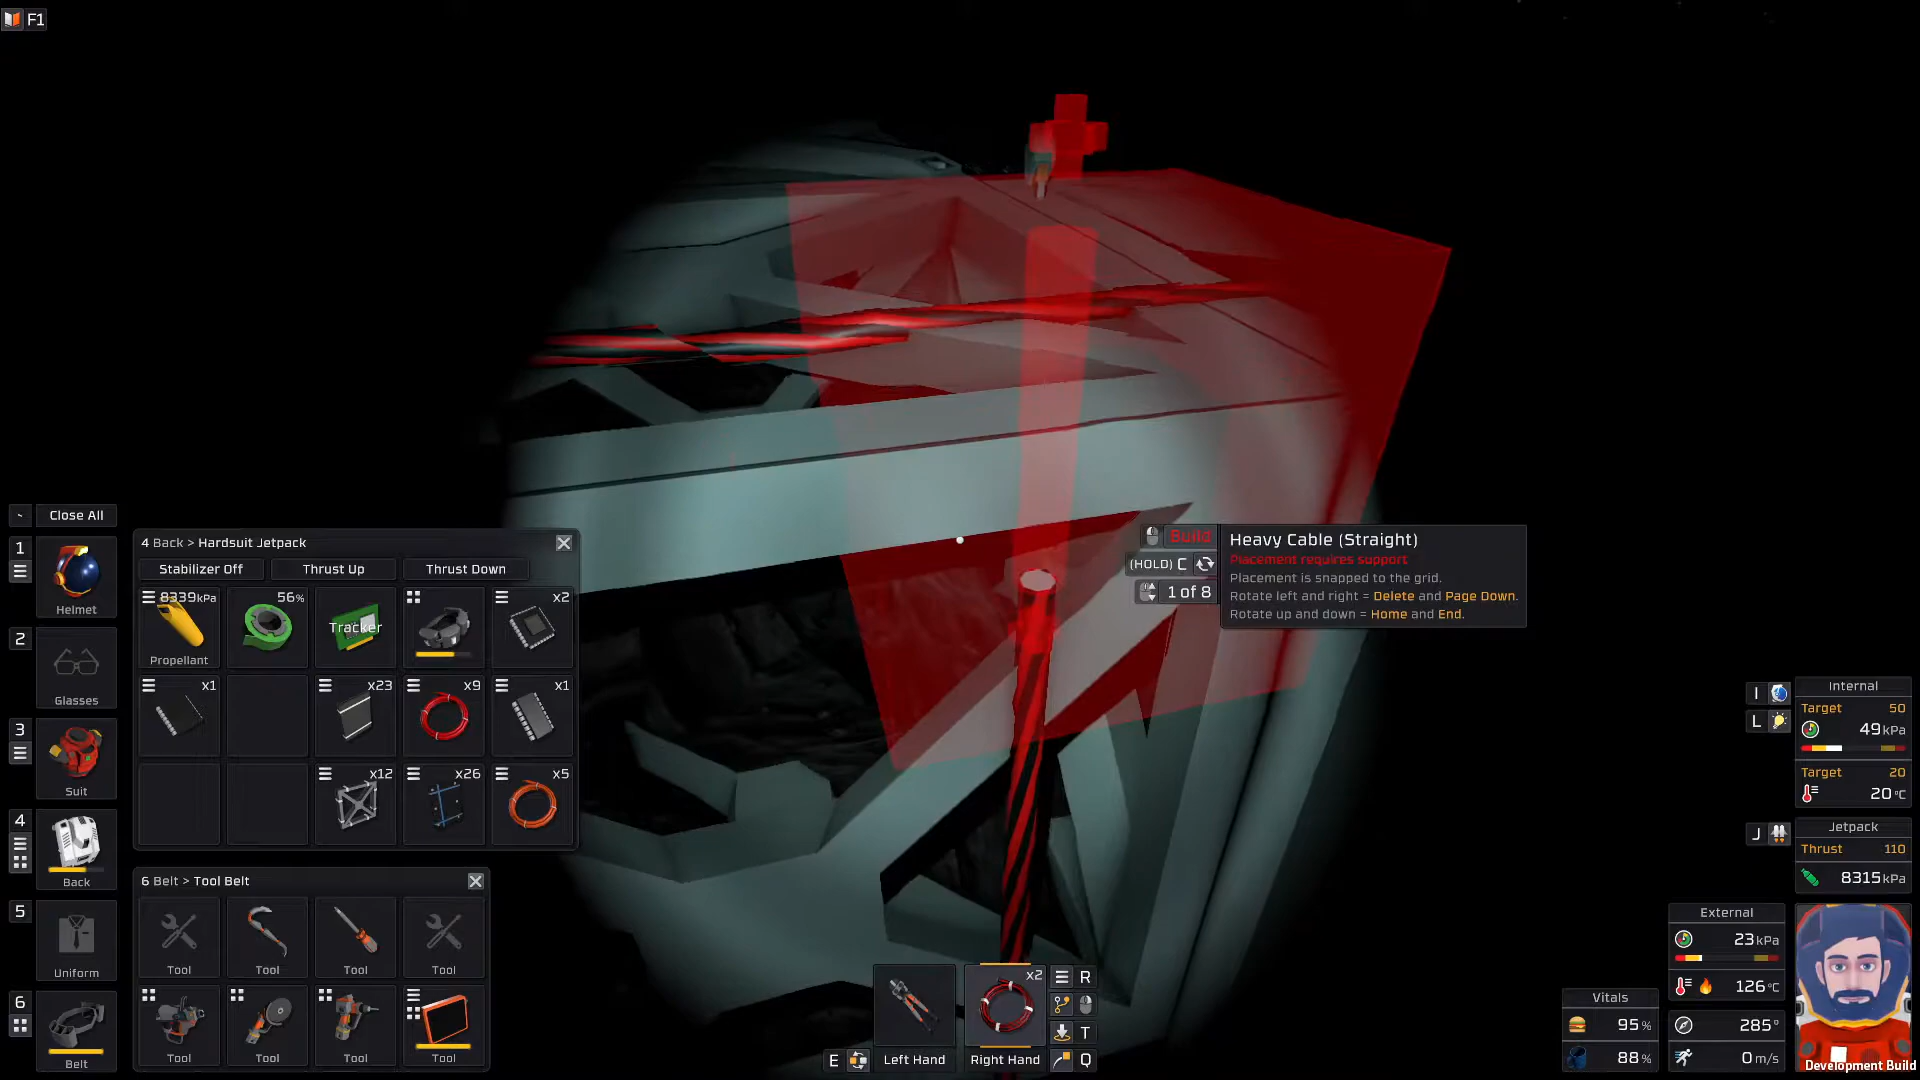 F1
~ Close All
1
Helmet
2
Glasses
3
Suit
4
Back
5
Uniform
6
Belt
4 Back > Hardsuit Jetpack
Stabilizer Off
Thrust Up
Thrust Down
8339kPa
Propellant
56%
Tracker
x2
x1
x23
x9
x1
x12
x26
x5
6 Belt > Tool Belt
Tool
Tool
Tool
Tool
Tool
Tool
Tool
Tool
Build
(HOLD) C
1 of 8
Heavy Cable (Straight)
Placement requires support
Placement is snapped to the grid.
Rotate left and right = Delete and Page Down.
Rotate up and down = Home and End.
E
Left Hand
x2
Right Hand
R
T
Q
I
L
Internal
Target 50
49kPa
Target 20
20°C
J
Jetpack
Thrust 110
8315kPa
External
23kPa
126°C
Vitals
95%
88%
285°
0m/s
Development Build